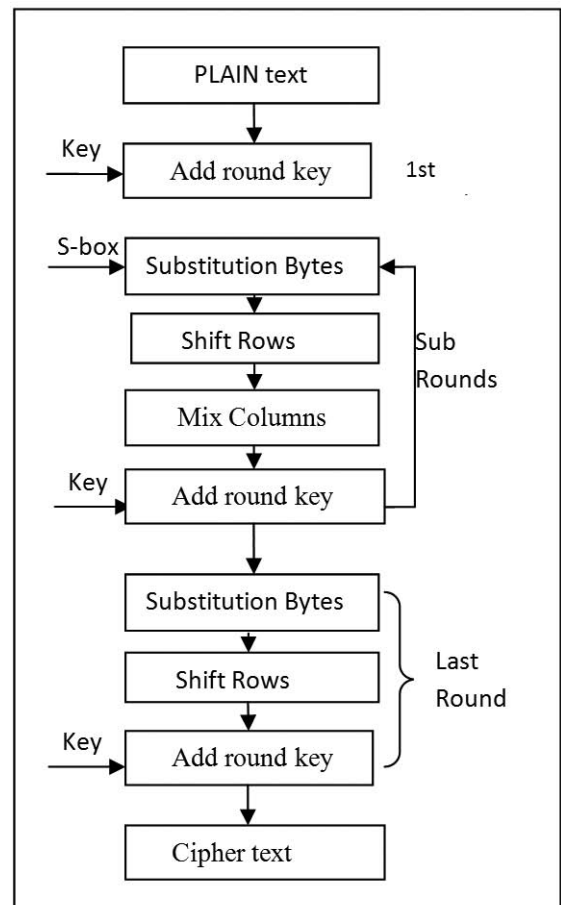 PLAIN text
Key
Add round key
1st
S-box
Substitution Bytes
Shift Rows
Sub
Rounds
Mix Columns
Key
Add round key
Substitution Bytes
Shift Rows
Last
Round
Key
Add round key
Cipher text